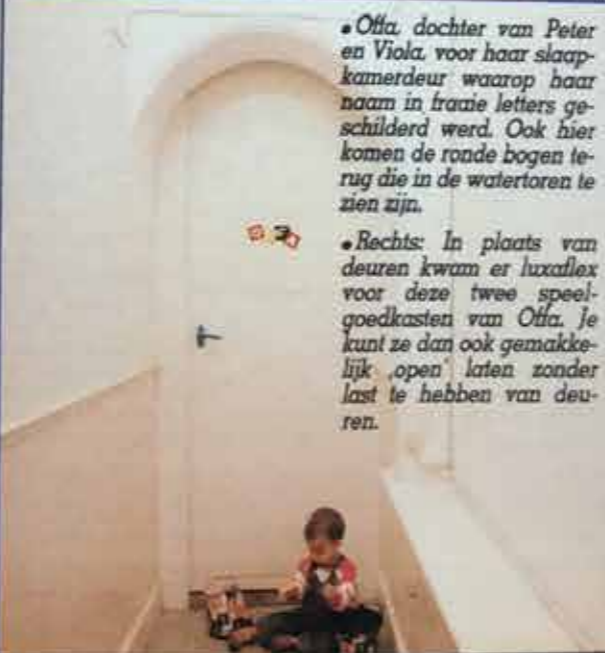 • Offa, dochter van Peter
en Viola, voor haar slaap-
kamerdeur waarop haar
naam in fraaie letters ge-
schilderd werd. Ook hier
komen de ronde bogen te-
rug die in de watertoren te
zien zijn.
• Rechts: In plaats van
deuren kwam er luxaflex
voor deze twee speel-
goedkasten van Offa. Je
kunt ze dan ook gemakke-
lijk ‚open' laten zonder
last te hebben van deu-
ren.